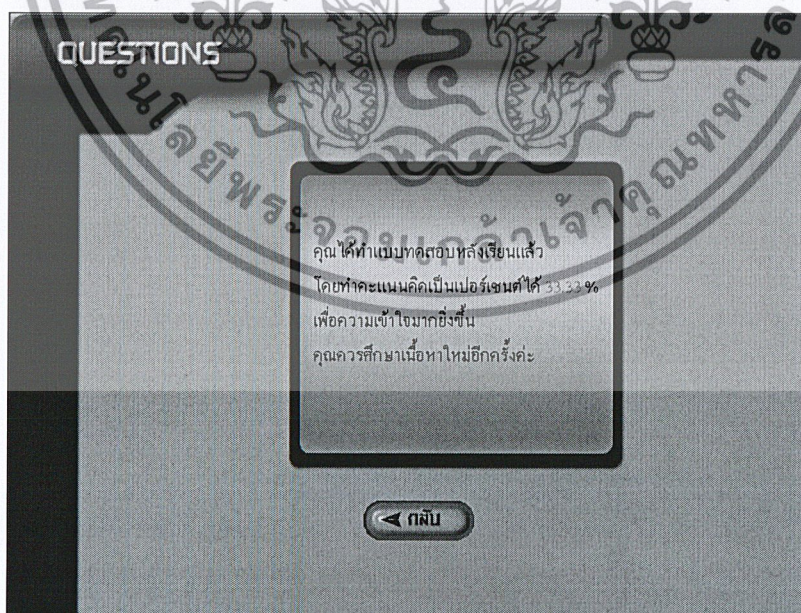 QUESTIONS
คุณได้ทำแบบทดสอบหลังเรียนแล้ว
โดยทำคะแนนคิดเป็นเปอร์เซนต์ได้ 33.33 %
เพื่อความเข้าใจมากยิ่งขึ้น
คุณควรศึกษาเนื้อหาใหม่อีกครั้งค่ะ
กลับ